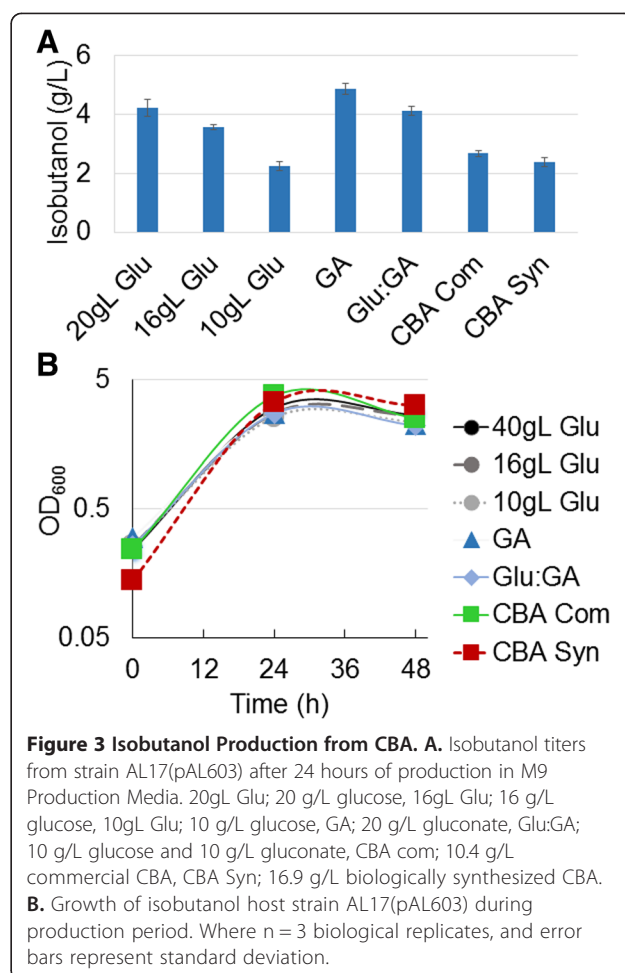 A
Isobutanol (g/L)
6
4
2
0
20gL Glu
16gL Glu
10gL Glu
GA
Glu:GA
CBA Com
CBA Syn
B
OD600
5
0.5
0.05
0
12
24
36
48
Time (h)
40gL Glu
16gL Glu
10gL Glu
GA
Glu:GA
CBA Com
CBA Syn
Figure 3 Isobutanol Production from CBA. A. Isobutanol titers
from strain AL17(pAL603) after 24 hours of production in M9
Production Media. 20gL Glu; 20 g/L glucose, 16gL Glu; 16 g/L
glucose, 10gL Glu; 10 g/L glucose, GA; 20 g/L gluconate, Glu:GA;
10 g/L glucose and 10 g/L gluconate, CBA com; 10.4 g/L
commercial CBA, CBA Syn; 16.9 g/L biologically synthesized CBA.
B. Growth of isobutanol host strain AL17(pAL603) during
production period. Where n = 3 biological replicates, and error
bars represent standard deviation.